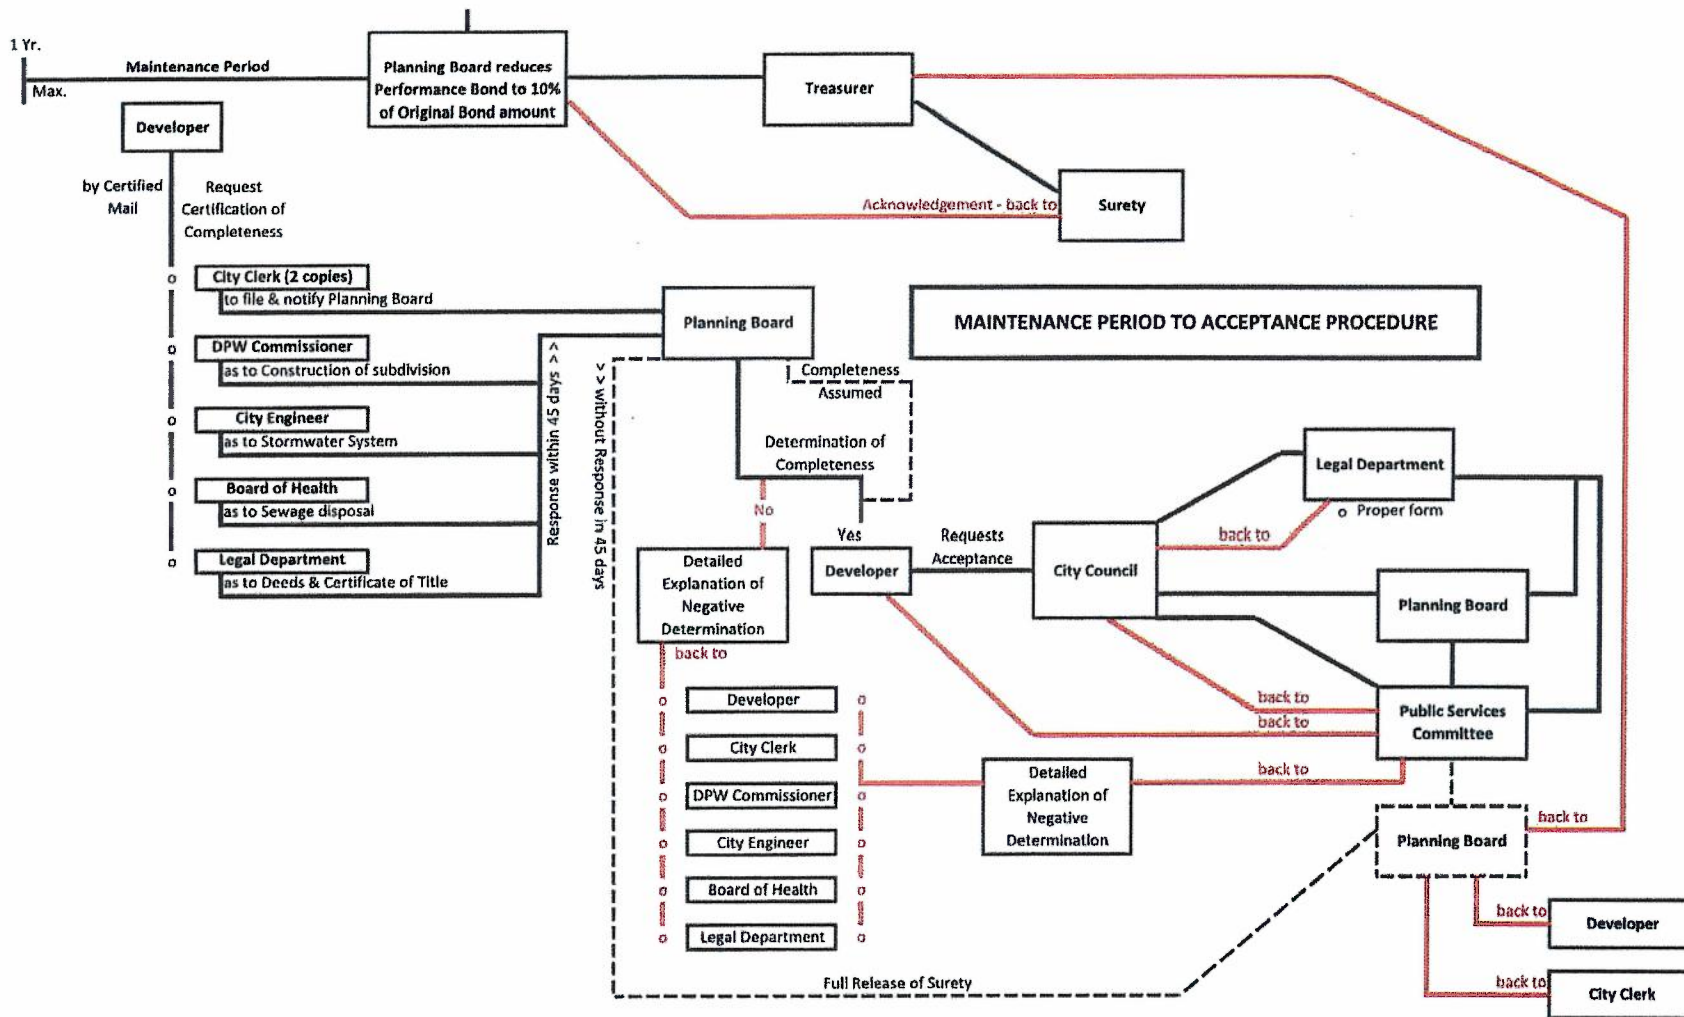 1 Yr.
Max.
Maintenance Period
Planning Board reduces
Performance Bond to 10%
of Original Bond amount
Treasurer
Developer
by Certified
Mail
Request
Certification of
Completeness
Acknowledgement - back to
Surety
o City Clerk (2 copies)
to file & notify Planning Board
o DPW Commissioner
as to Construction of subdivision
o City Engineer
as to Stormwater System
o Board of Health
as to Sewage disposal
o Legal Department
as to Deeds & Certificate of Title
Response within 45 days > >
> > without Response in 45 days
Planning Board
MAINTENANCE PERIOD TO ACCEPTANCE PROCEDURE
Completeness
Assumed
Determination of
Completeness
No
Yes
Detailed
Explanation of
Negative
Determination
back to
Developer
Requests
Acceptance
City Council
Legal Department
o Proper form
back to
Planning Board
back to
back to
Public Services
Committee
o Developer o
o City Clerk o
o DPW Commissioner o
o City Engineer o
o Board of Health o
o Legal Department o
Detailed
Explanation of
Negative
Determination
back to
Planning Board
back to
back to
Developer
back to
City Clerk
Full Release of Surety